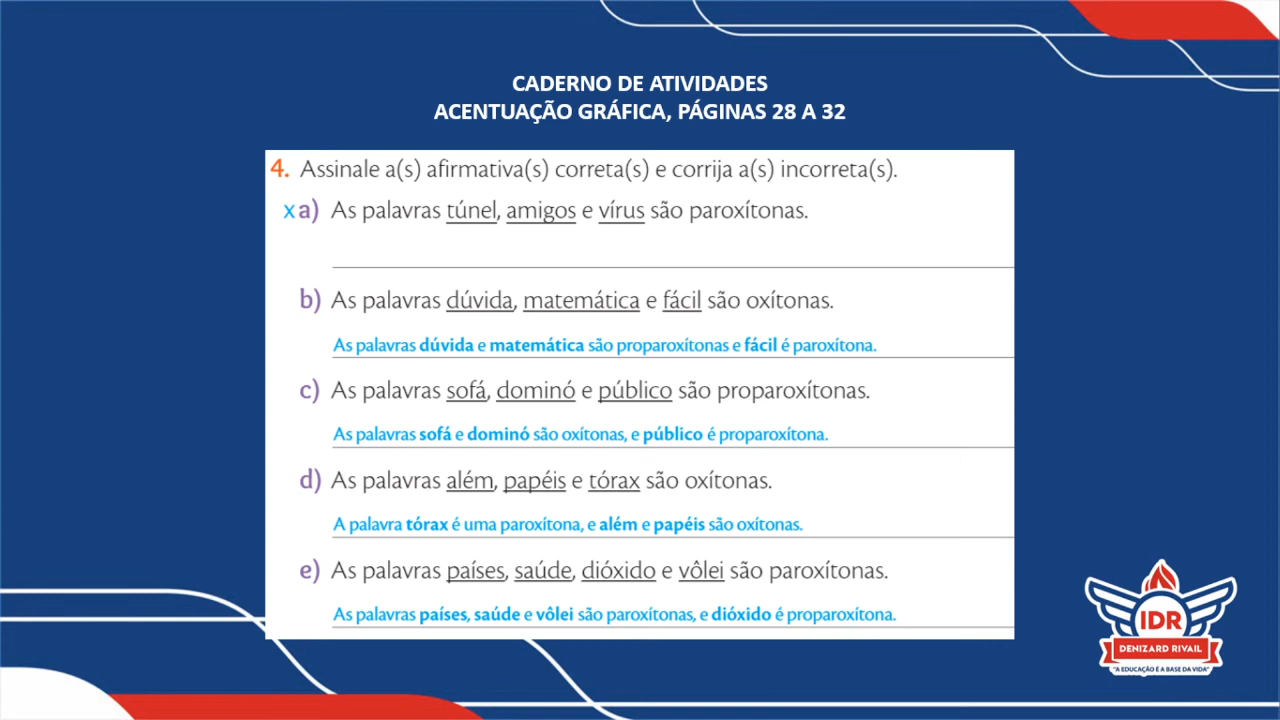 CADERNO DE ATIVIDADES
ACENTUAÇÃO GRÁFICA, PÁGINAS 28 A 32
4. Assinale a(s) afirmativa(s) correta(s) e corrija a(s) incorreta(s).
x a) As palavras túnel, amigos e vírus são paroxítonas.
b) As palavras dúvida, matemática e fácil são oxítonas.
As palavras dúvida e matemática são proparoxítonas e fácil é paroxítona.
c) As palavras sofá, dominó e público são proparoxítonas.
As palavras sofá e dominó são oxítonas, e público é proparoxítona.
d) As palavras além, papéis e tórax são oxítonas.
A palavra tórax é uma paroxítona, e além e papéis são oxítonas.
e) As palavras países, saúde, dióxido e vôlei são paroxítonas.
As palavras países, saúde e vôlei são paroxítonas, e dióxido é proparoxítona.
IDR
DENIZARD RIVAIL
"A EDUCAÇÃO É A BASE DA VIDA"